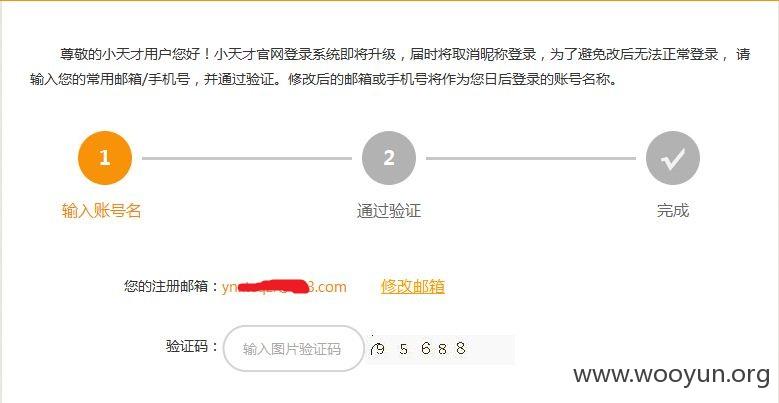 尊敬的小天才用户您好！小天才官网登录系统即将升级，届时将取消昵称登录，为了避免改后无法正常登录， 请
输入您的常用邮箱/手机号，并通过验证。修改后的邮箱或手机号将作为您日后登录的账号名称。
1 2
输入账号名 通过验证 完成
您的注册邮箱： 3.com 修改邮箱
验证码： 输入图片验证码 95688
www.wooyun.org